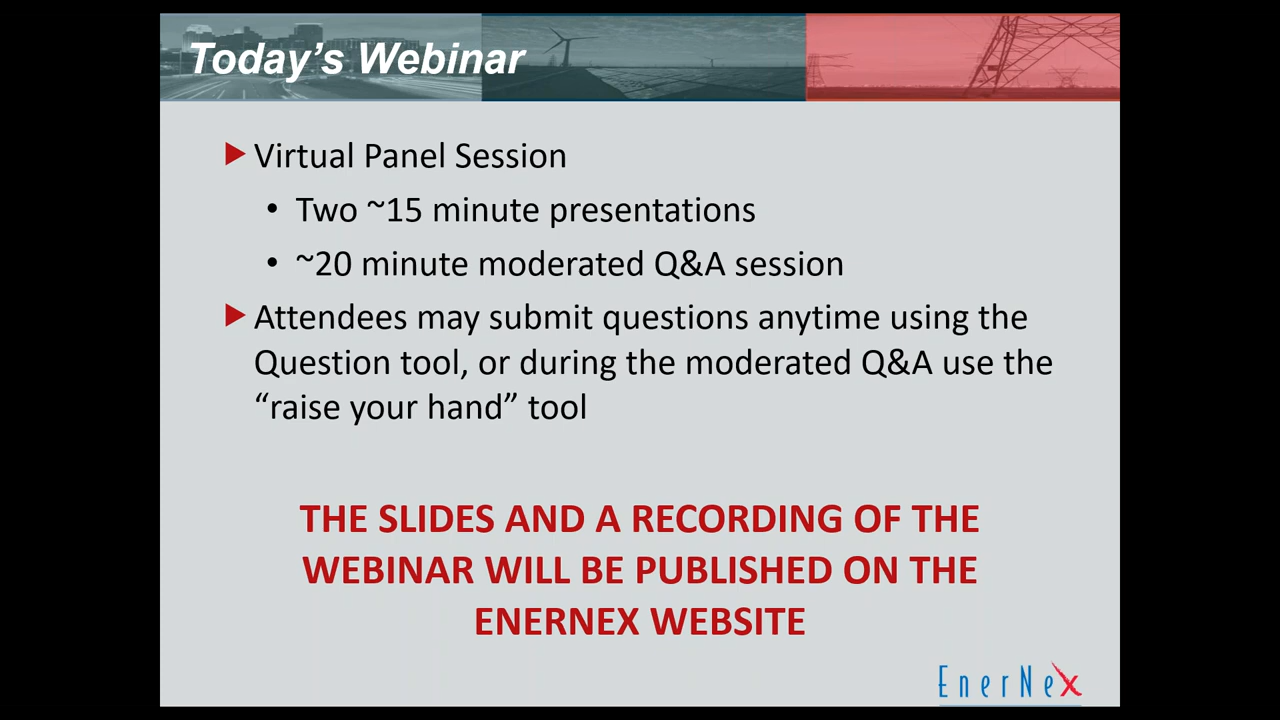 Today’s Webinar
Virtual Panel Session
• Two ~15 minute presentations
• ~20 minute moderated Q&A session
Attendees may submit questions anytime using the
Question tool, or during the moderated Q&A use the
“raise your hand” tool
THE SLIDES AND A RECORDING OF THE
WEBINAR WILL BE PUBLISHED ON THE
ENERNEX WEBSITE
EnerNex